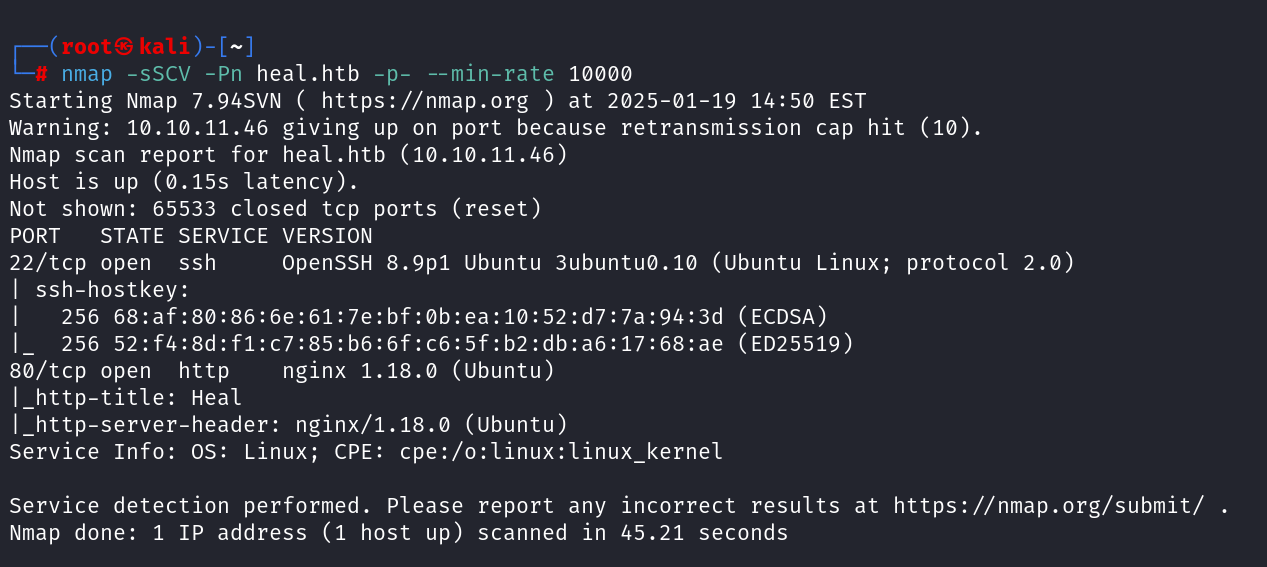 ┌──(root㉿kali)-[~]
└─# nmap -sSCV -Pn heal.htb -p- --min-rate 10000
Starting Nmap 7.94SVN ( https://nmap.org ) at 2025-01-19 14:50 EST
Warning: 10.10.11.46 giving up on port because retransmission cap hit (10).
Nmap scan report for heal.htb (10.10.11.46)
Host is up (0.15s latency).
Not shown: 65533 closed tcp ports (reset)
PORT   STATE SERVICE VERSION
22/tcp open  ssh     OpenSSH 8.9p1 Ubuntu 3ubuntu0.10 (Ubuntu Linux; protocol 2.0)
| ssh-hostkey:
|   256 68:af:80:86:6e:61:7e:bf:0b:ea:10:52:d7:7a:94:3d (ECDSA)
|_  256 52:f4:8d:f1:c7:85:b6:6f:c6:5f:b2:db:a6:17:68:ae (ED25519)
80/tcp open  http    nginx 1.18.0 (Ubuntu)
|_http-title: Heal
|_http-server-header: nginx/1.18.0 (Ubuntu)
Service Info: OS: Linux; CPE: cpe:/o:linux:linux_kernel

Service detection performed. Please report any incorrect results at https://nmap.org/submit/ .
Nmap done: 1 IP address (1 host up) scanned in 45.21 seconds